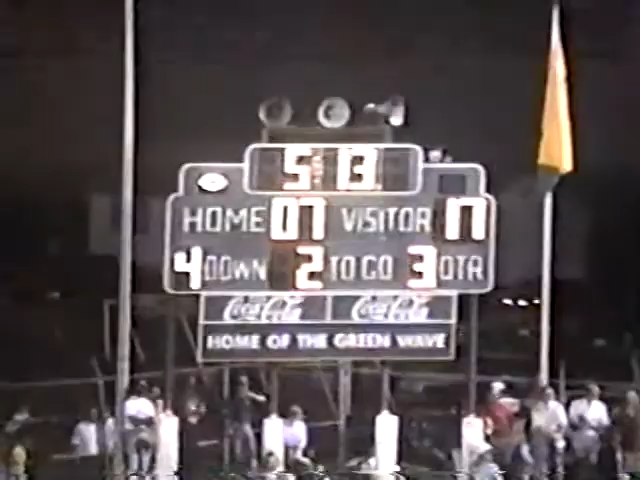 5:13
HOME 07 VISITOR 17
4 DOWN 2 TO GO 3 QTR
Coca-Cola Coca-Cola
HOME OF THE GREEN WAVE